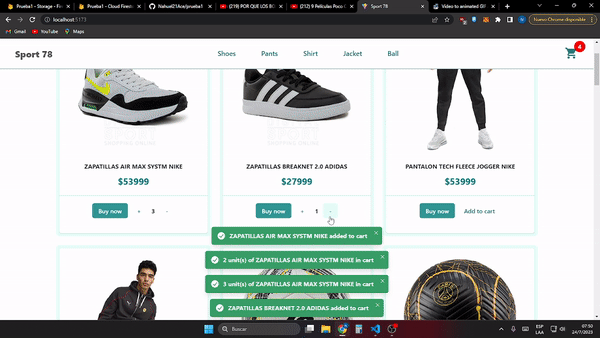 Prueba1 - Storage - Fi
Prueba1 - Cloud Firem
Nahuel21Ace/prueba1
(219) POR QUE LOS BO
(212) 9 Películas Poco C
Sport 78
Video to animated GI
localhost:5173
Nuevo Chrome disponible
Gmail YouTube Maps
Sport 78 Shoes Pants Shirt Jacket Ball 4
ZAPATILLAS AIR MAX SYSTM NIKE
$53999
Buy now + 3 -
ZAPATILLAS BREAKNET 2.0 ADIDAS
$27999
Buy now + 1 -
PANTALON TECH FLEECE JOGGER NIKE
$53999
Buy now Add to cart
ZAPATILLAS AIR MAX SYSTM NIKE added to cart
2 unit(s) of ZAPATILLAS AIR MAX SYSTM NIKE in cart
3 unit(s) of ZAPATILLAS AIR MAX SYSTM NIKE in cart
ZAPATILLAS BREAKNET 2.0 ADIDAS added to cart
Buscar
ESP
LAA
07:50
24/7/2023